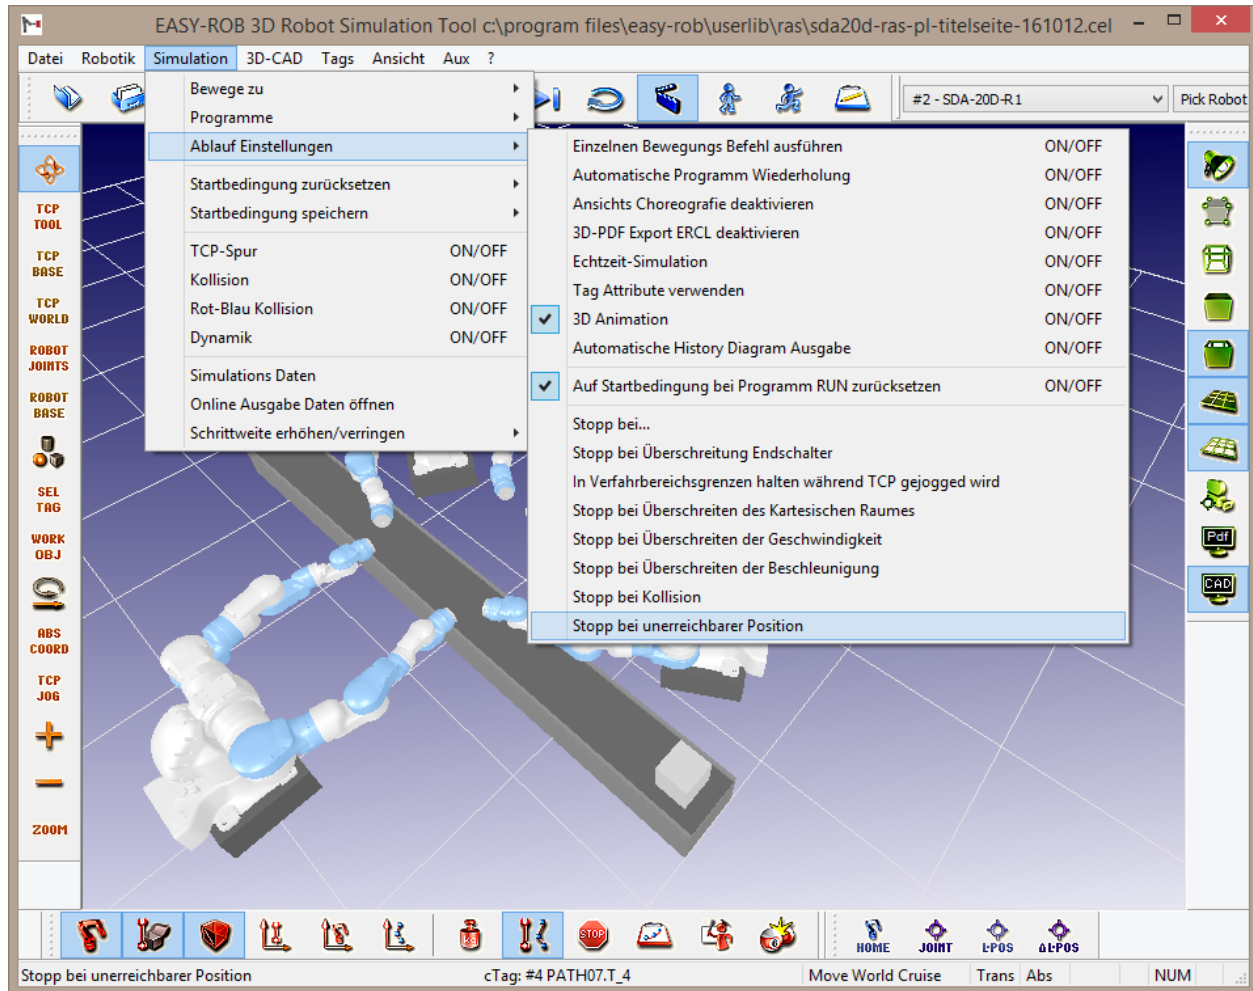 EASY-ROB 3D Robot Simulation Tool c:\program files\easy-rob\userlib\ras\sda20d-ras-pl-titelseite-161012.cel
Datei Robotik Simulation 3D-CAD Tags Ansicht Aux ?
#2 - SDA-20D-R1 Pick Robot
Bewege zu
Programme
Ablauf Einstellungen
Startbedingung zurücksetzen
Startbedingung speichern
TCP-Spur ON/OFF
Kollision ON/OFF
Rot-Blau Kollision ON/OFF
Dynamik ON/OFF
Simulations Daten
Online Ausgabe Daten öffnen
Schrittweite erhöhen/verringen
Einzelnen Bewegungs Befehl ausführen ON/OFF
Automatische Programm Wiederholung ON/OFF
Ansichts Choreografie deaktivieren ON/OFF
3D-PDF Export ERCL deaktivieren ON/OFF
Echtzeit-Simulation ON/OFF
Tag Attribute verwenden ON/OFF
3D Animation ON/OFF
Automatische History Diagram Ausgabe ON/OFF
Auf Startbedingung bei Programm RUN zurücksetzen ON/OFF
Stopp bei...
Stopp bei Überschreitung Endschalter
In Verfahrbereichsgrenzen halten während TCP gejogged wird
Stopp bei Überschreiten des Kartesischen Raumes
Stopp bei Überschreiten der Geschwindigkeit
Stopp bei Überschreiten der Beschleunigung
Stopp bei Kollision
Stopp bei unerreichbarer Position
TCP
TOOL
TCP
BASE
TCP
WORLD
ROBOT
JOINTS
ROBOT
BASE
SEL
TAG
WORK
OBJ
ABS
COORD
TCP
JOG
ZOOM
Pdf
CAD
kg
STOP
HOME
JOINT
L-POS
ΔL-POS
Stopp bei unerreichbarer Position cTag: #4 PATH07.T_4 Move World Cruise Trans Abs NUM